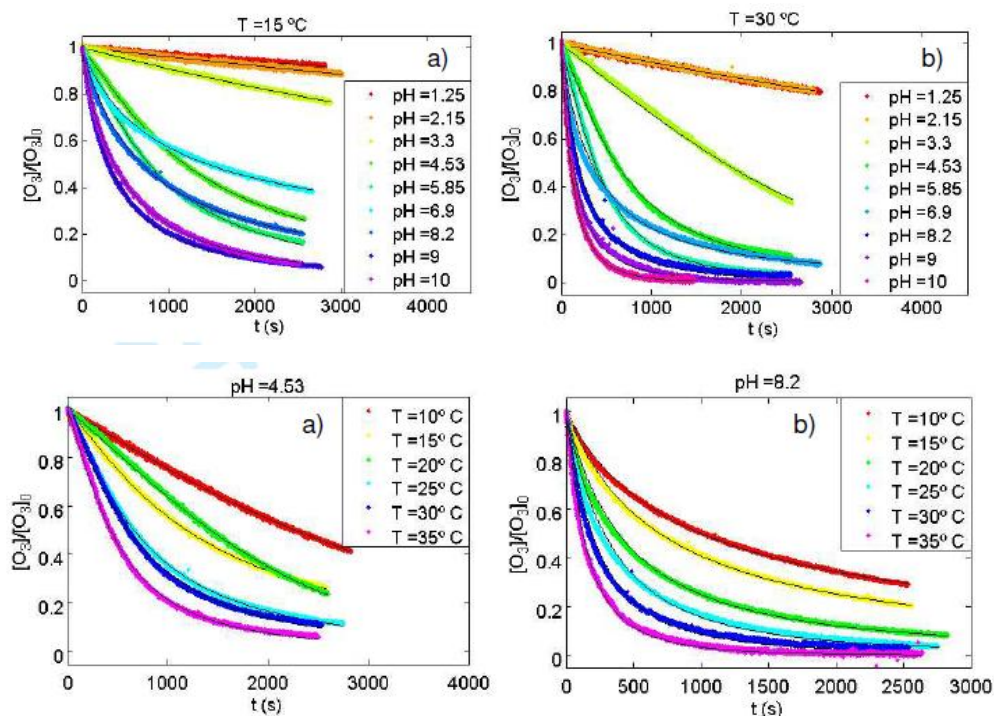 T =15 ºC
a)
[O3]/[O3]0
1
0.8
0.6
0.4
0.2
0
pH =1.25
pH =2.15
pH =3.3
pH =4.53
pH =5.85
pH =6.9
pH =8.2
pH =9
pH =10
0 1000 2000 3000 4000
t (s)
T =30 ºC
b)
[O3]/[O3]0
1
0.8
0.6
0.4
0.2
0
pH =1.25
pH =2.15
pH =3.3
pH =4.53
pH =5.85
pH =6.9
pH =8.2
pH =9
pH =10
0 1000 2000 3000 4000
t (s)
pH =4.53
a)
[O3]/[O3]0
1
0.8
0.6
0.4
0.2
0
T =10º C
T =15º C
T =20º C
T =25º C
T =30º C
T =35º C
0 1000 2000 3000 4000
t (s)
pH =8.2
b)
[O3]/[O3]0
1
0.8
0.6
0.4
0.2
0
T =10º C
T =15º C
T =20º C
T =25º C
T =30º C
T =35º C
0 500 1000 1500 2000 2500 3000
t (s)